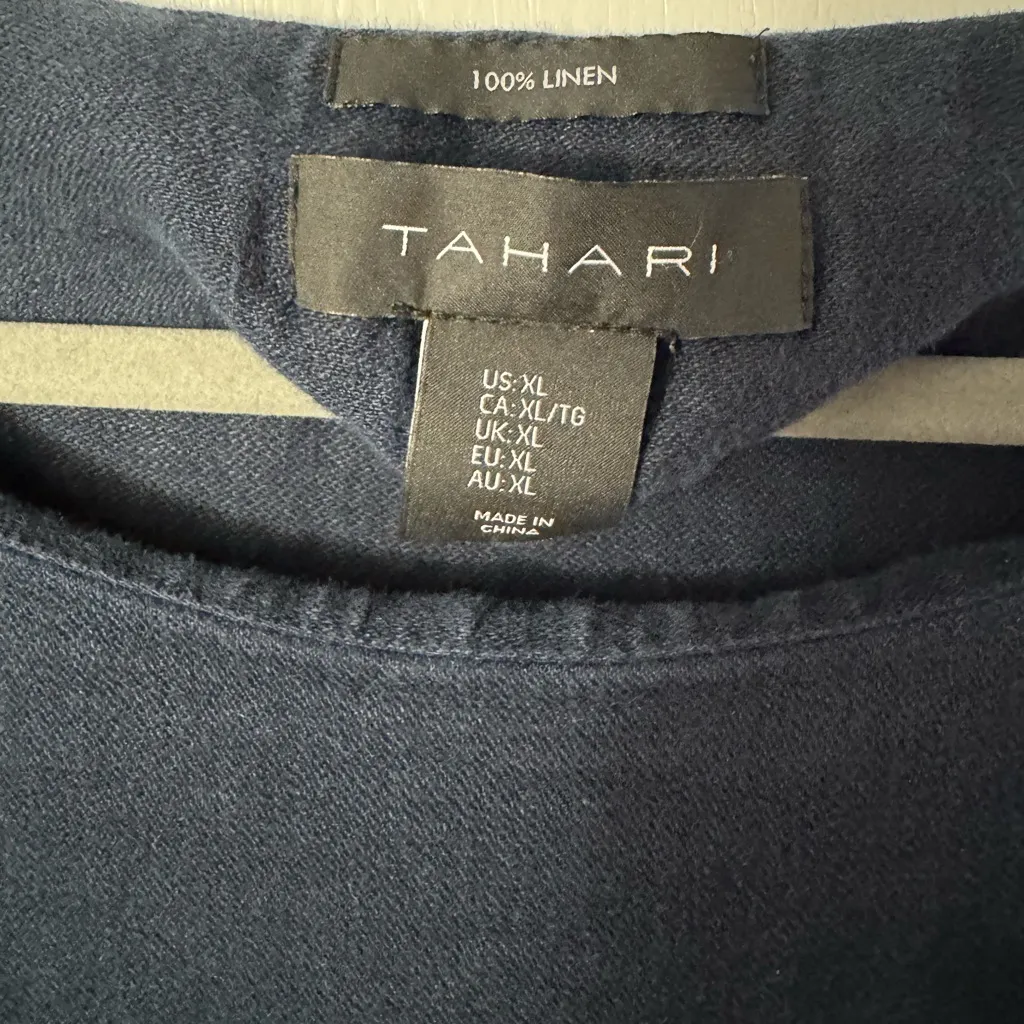 100% LINEN
TAHARI
US: XL
CA: XL/TG
UK: XL
EU: XL
AU: XL
MADE IN
CHINA